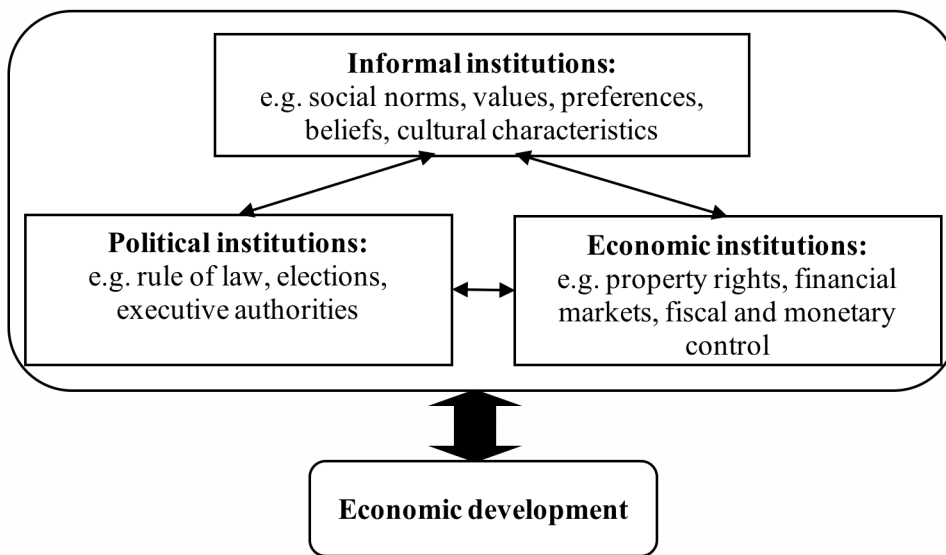 Informal institutions:
e.g. social norms, values, preferences,
beliefs, cultural characteristics
Political institutions:
e.g. rule of law, elections,
executive authorities
Economic institutions:
e.g. property rights, financial
markets, fiscal and monetary
control
Economic development